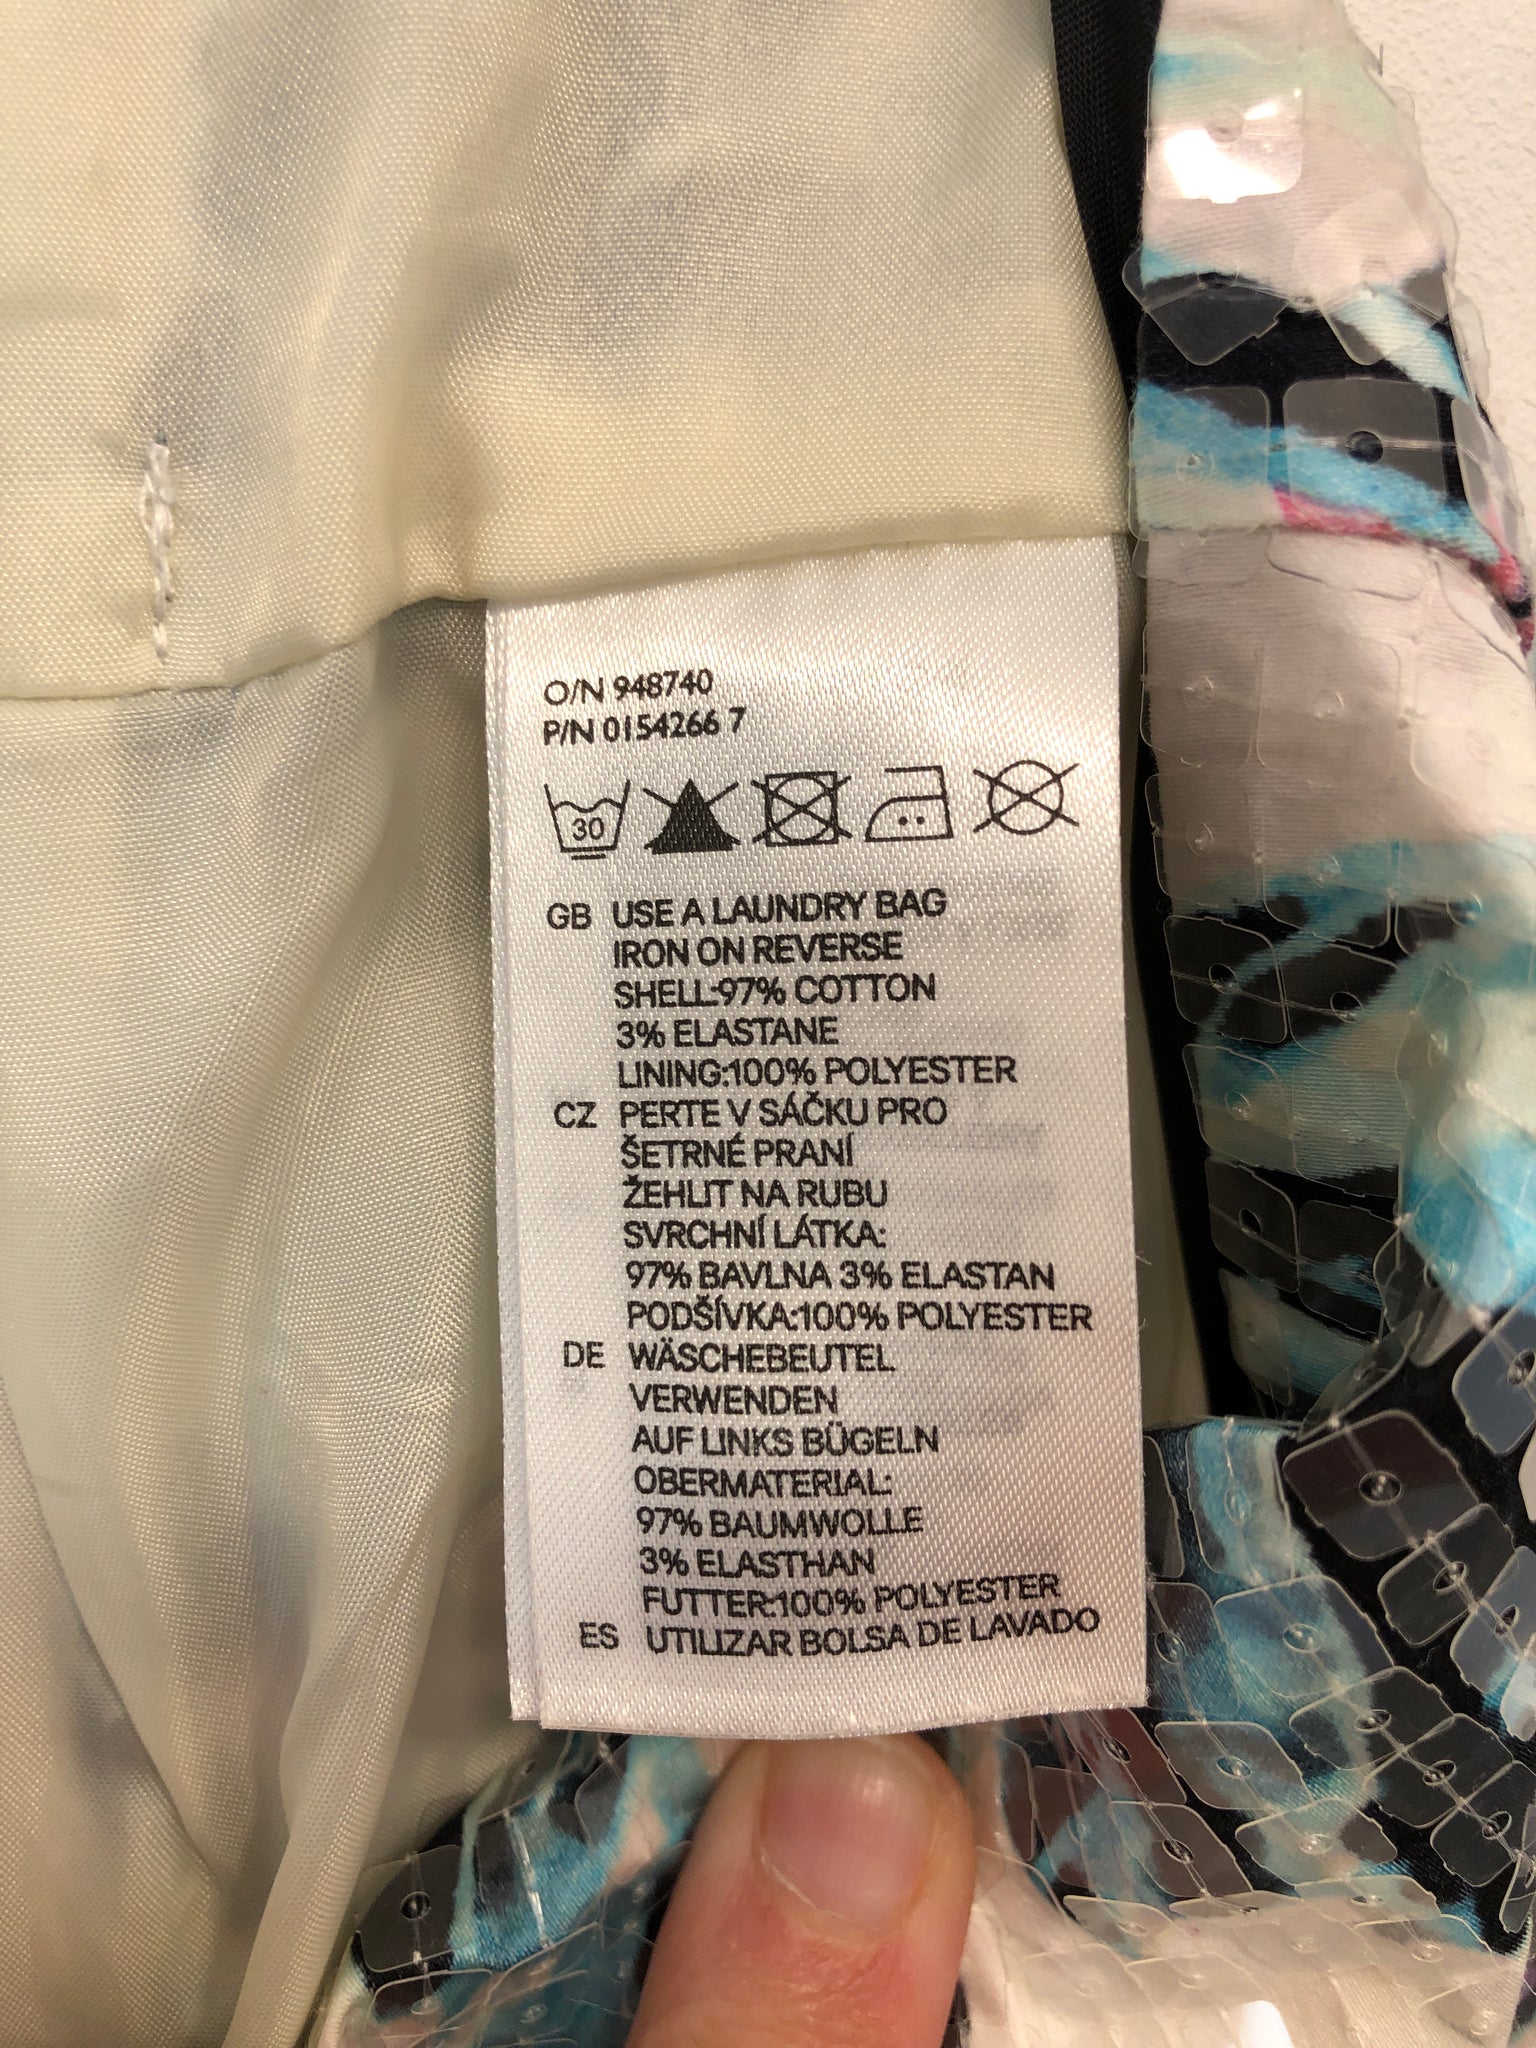 O/N 948740
P/N 0154266 7
30
GB USE A LAUNDRY BAG
IRON ON REVERSE
SHELL:97% COTTON
3% ELASTANE
LINING:100% POLYESTER
CZ PERTE V SÁČKU PRO
ŠETRNÉ PRANÍ
ŽEHLIT NA RUBU
SVRCHNÍ LÁTKA:
97% BAVLNA 3% ELASTAN
PODŠÍVKA:100% POLYESTER
DE WÄSCHEBEUTEL
VERWENDEN
AUF LINKS BÜGELN
OBERMATERIAL:
97% BAUMWOLLE
3% ELASTHAN
FUTTER:100% POLYESTER
ES UTILIZAR BOLSA DE LAVADO